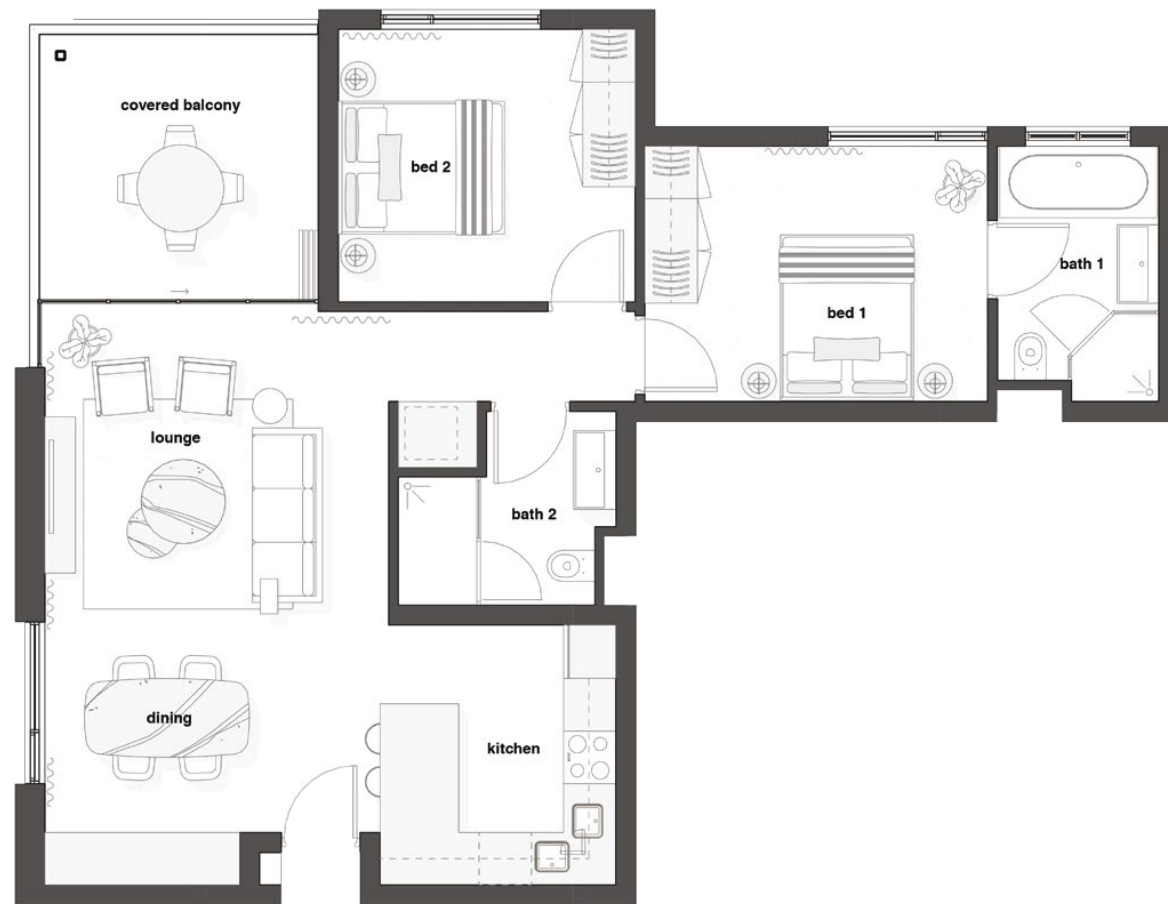 covered balcony
bed 2
bath 1
bed 1
lounge
bath 2
dining
kitchen